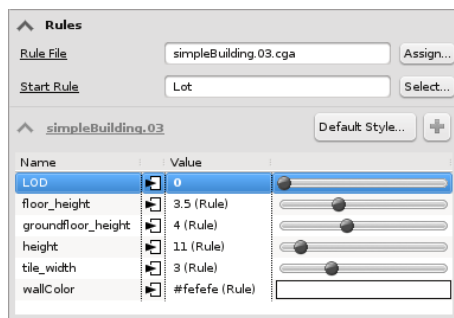 Rules
Rule File simpleBuilding.03.cga Assign...
Start Rule Lot Select...
simpleBuilding.03 Default Style...
Name Value
LOD 0
floor_height 3.5 (Rule)
groundfloor_height 4 (Rule)
height 11 (Rule)
tile_width 3 (Rule)
wallColor #fefefe (Rule)